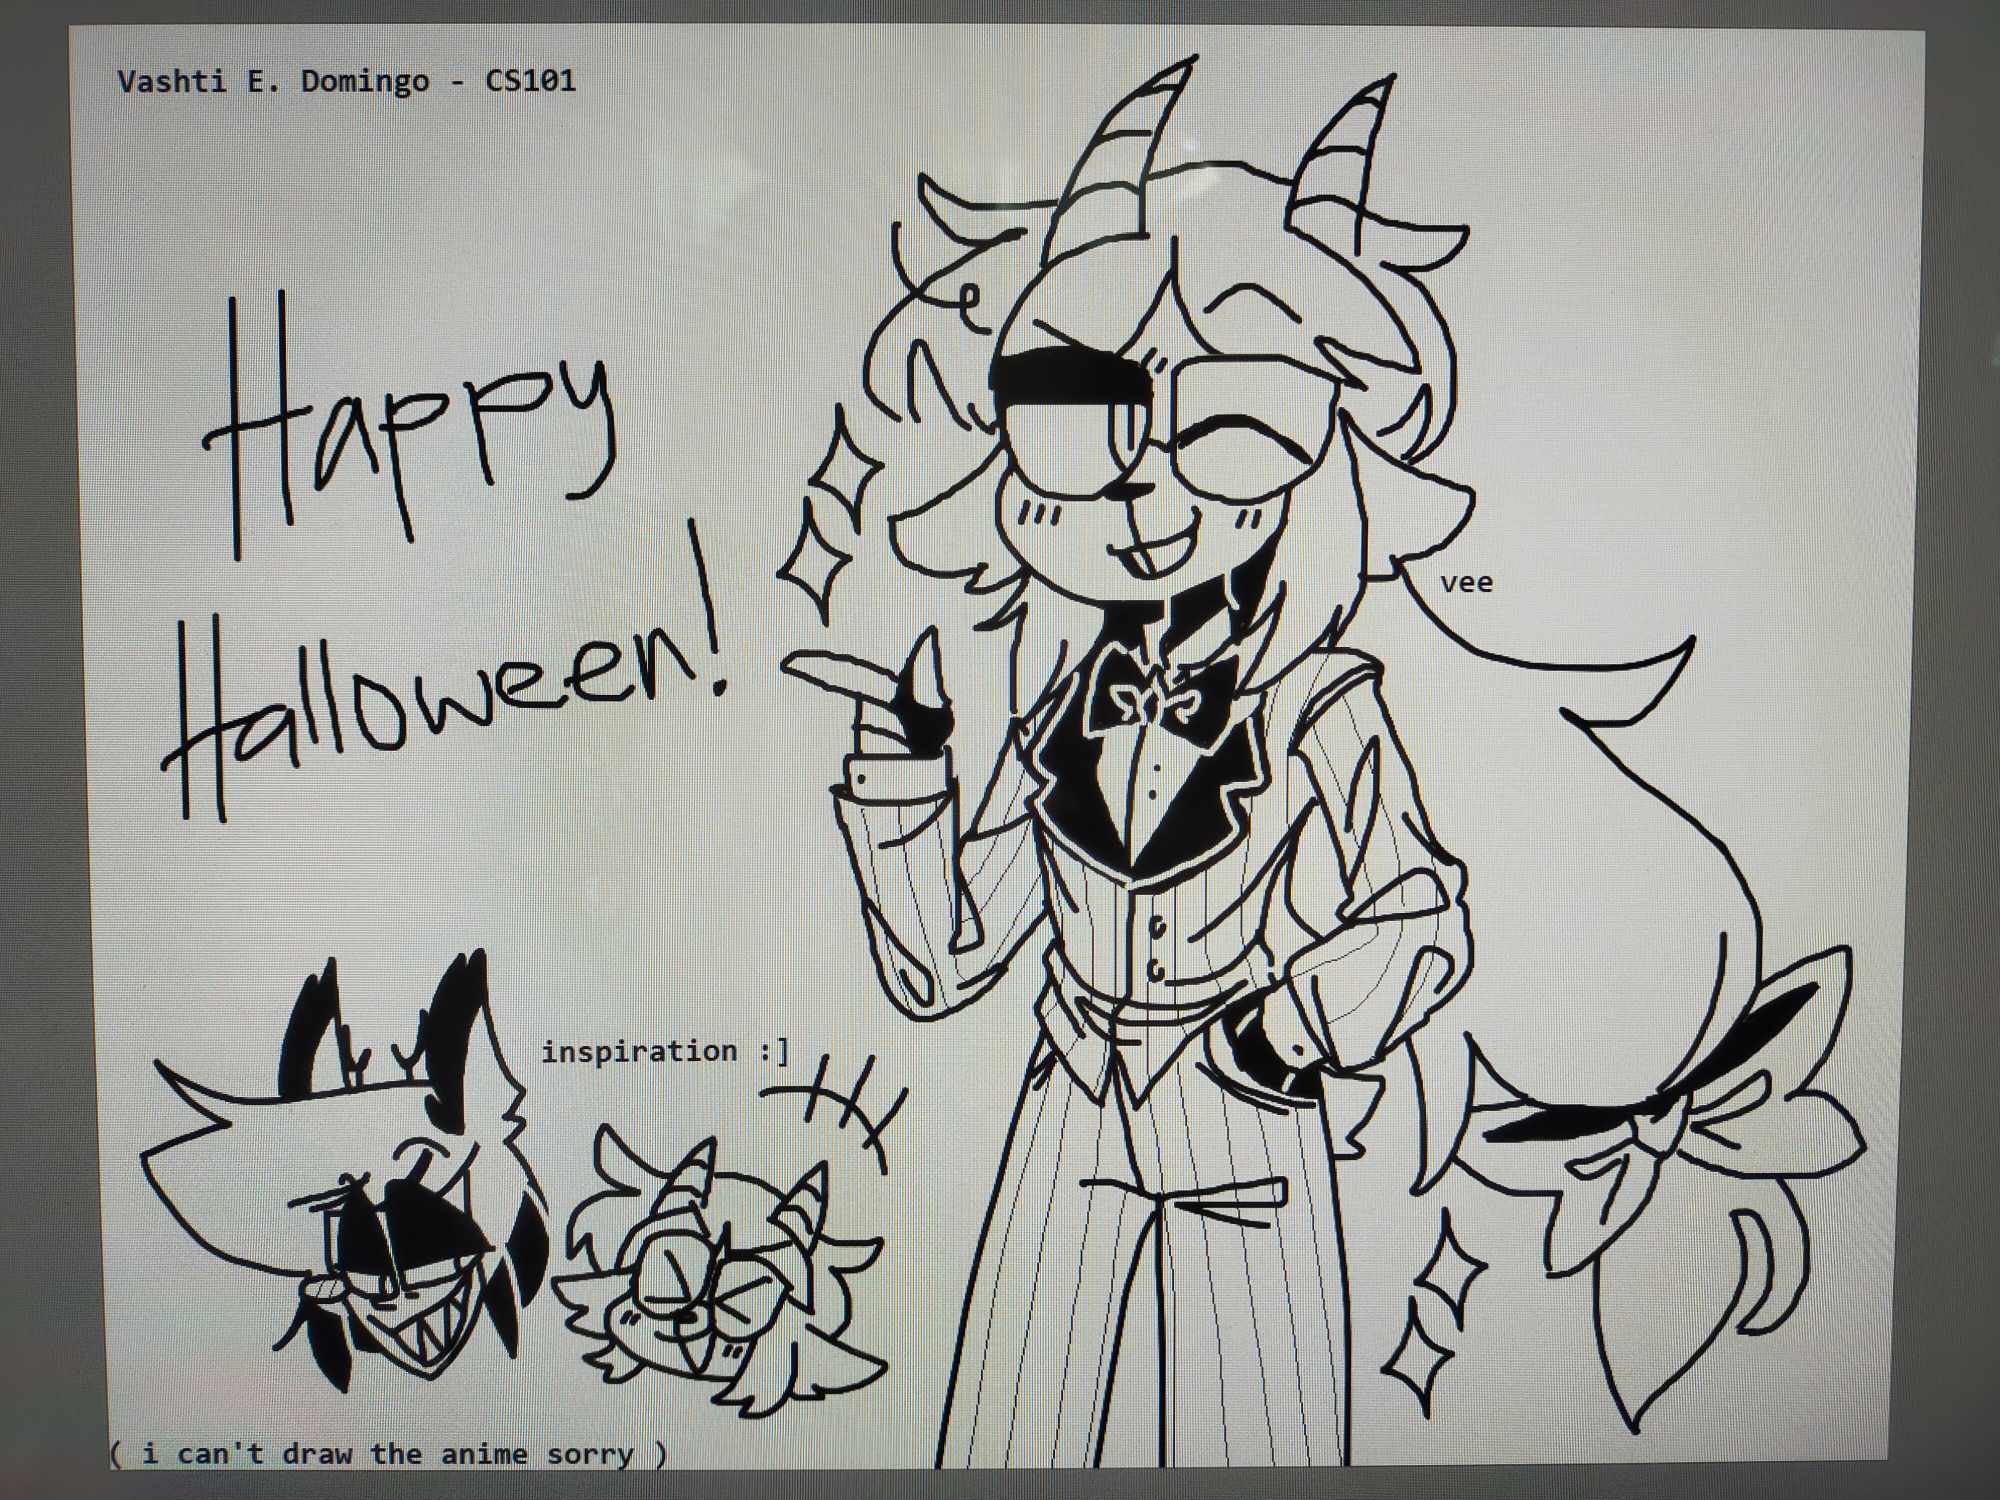 Vashti E. Domingo - CS101
Happy
Halloween!
vee
inspiration :]
( i can't draw the anime sorry )